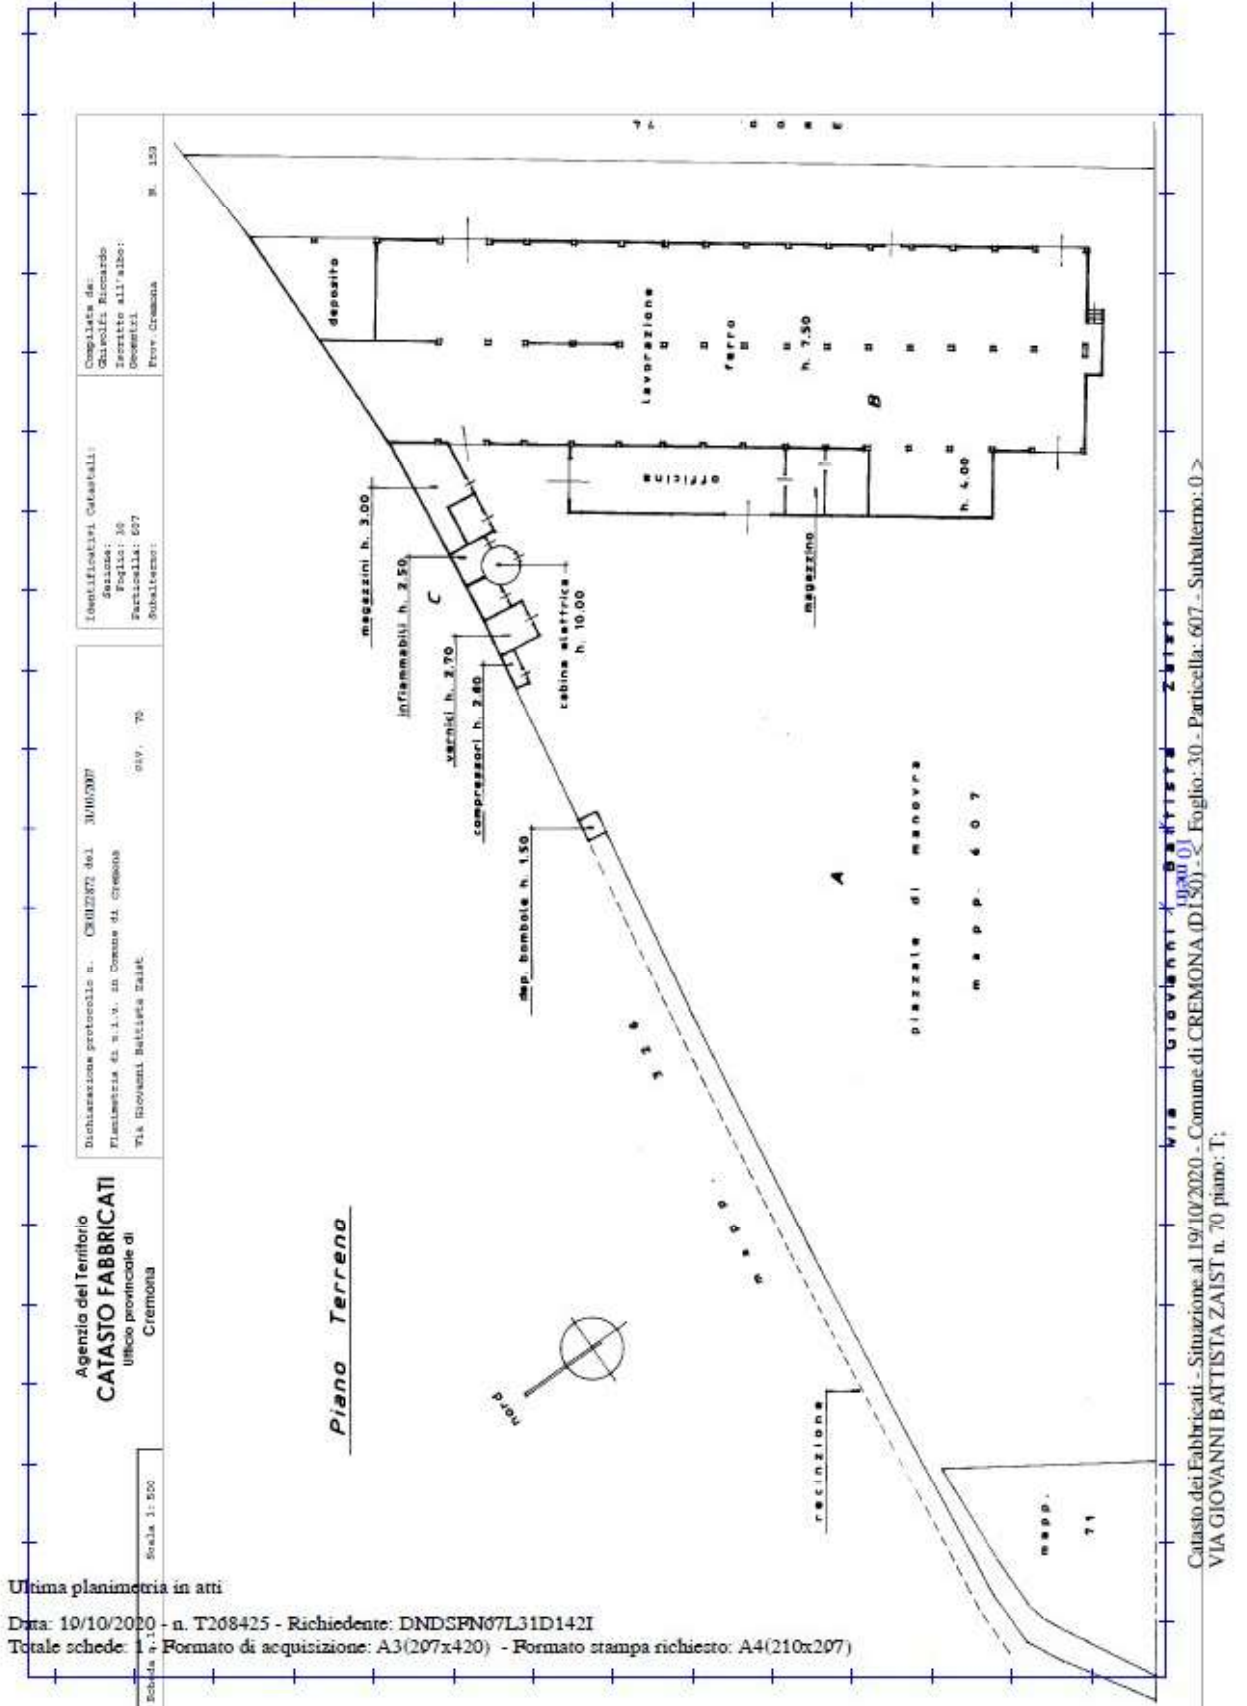 Agenzia del Territorio
CATASTO FABBRICATI
Ufficio provinciale di
Cremona
Dichiarazione protocollo n. CR0122872 del 31/10/2007
Planimetria di u.i.u. in Comune di Cremona
Via Giovanni Battista Zaist
civ. 70
Identificativi Catastali:
Sezione:
Foglio: 30
Particella: 607
Subalterno:
Compilata da:
Ghisolfi Riccardo
Iscritto all'albo:
Geometri
Prov. Cremona
N. 153
Scheda
Scala 1: 500
Piano Terreno
nord
mapp. 71
deposito
lavorazione
ferro
h. 7.50
B
officina
h. 4.00
magazzino
magazzini h. 3.00
infiammabili h. 2.50
C
vernici h. 2.70
compressori h. 2.80
cabina elettrica
h. 10.00
dep. bombole h. 1.50
A
piazzale di manovra
mapp. 607
Via Giovanni Battista Zaist
recinzione
mapp.
71
10 metri
Catasto dei Fabbricati - Situazione al 19/10/2020 - Comune di CREMONA (D150) - < Foglio: 30 - Particella: 607 - Subalterno: 0 >
VIA GIOVANNI BATTISTA ZAIST n. 70 piano: T;
Ultima planimetria in atti
Data: 19/10/2020 - n. T268425 - Richiedente: DNDSFN67L31D142I
Totale schede: 1 - Formato di acquisizione: A3(297x420) - Formato stampa richiesto: A4(210x297)